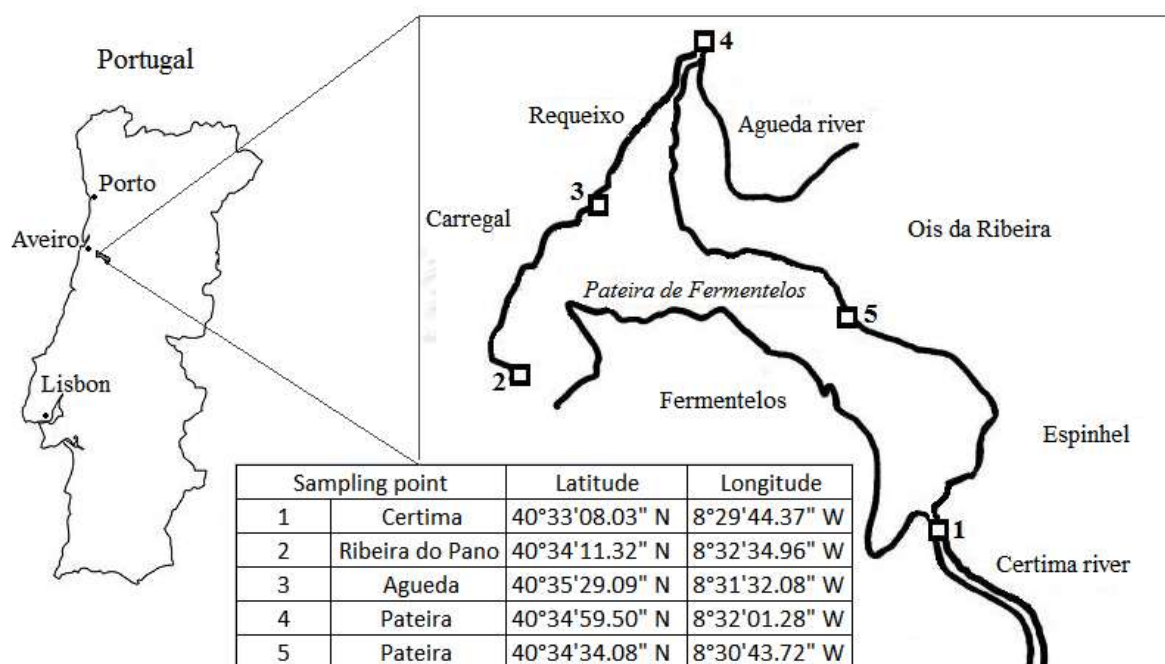 Portugal
Porto
Aveiro
Lisbon
4
Requeixo
Agueda river
3
Carregal
Ois da Ribeira
Pateira de Fermentelos
5
2
Fermentelos
Espinhel
1
Certima river
Sampling point Latitude Longitude
1 Certima 40°33'08.03" N 8°29'44.37" W
2 Ribeira do Pano 40°34'11.32" N 8°32'34.96" W
3 Agueda 40°35'29.09" N 8°31'32.08" W
4 Pateira 40°34'59.50" N 8°32'01.28" W
5 Pateira 40°34'34.08" N 8°30'43.72" W